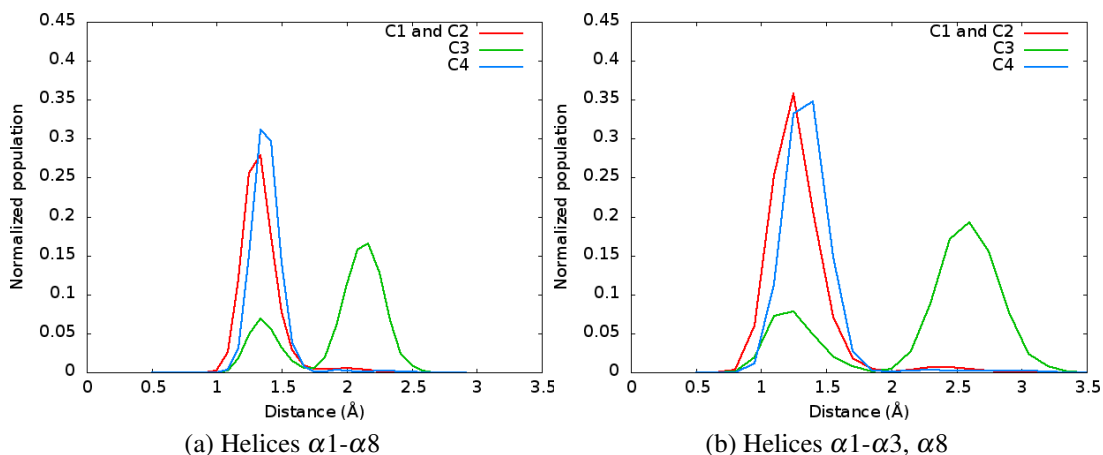 0.45
0.4
0.35
0.3
0.25
0.2
0.15
0.1
0.05
0
Normalized population
C1 and C2
C3
C4
0 0.5 1 1.5 2 2.5 3 3.5
Distance (Å)
(a) Helices α1-α8
0.45
0.4
0.35
0.3
0.25
0.2
0.15
0.1
0.05
0
Normalized population
C1 and C2
C3
C4
0 0.5 1 1.5 2 2.5 3 3.5
Distance (Å)
(b) Helices α1-α3, α8